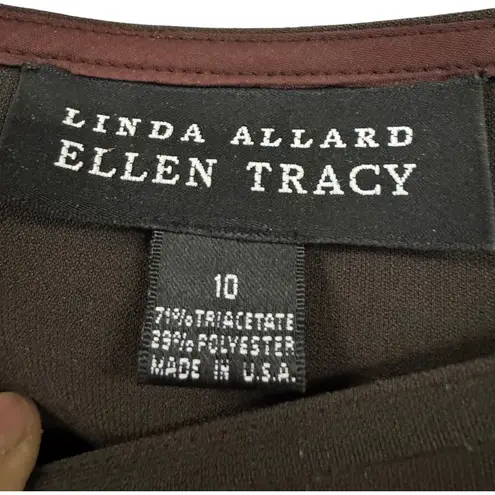 LINDA ALLARD
ELLEN TRACY
10
71% TRIACETATE
29% POLYESTER
MADE IN U.S.A.